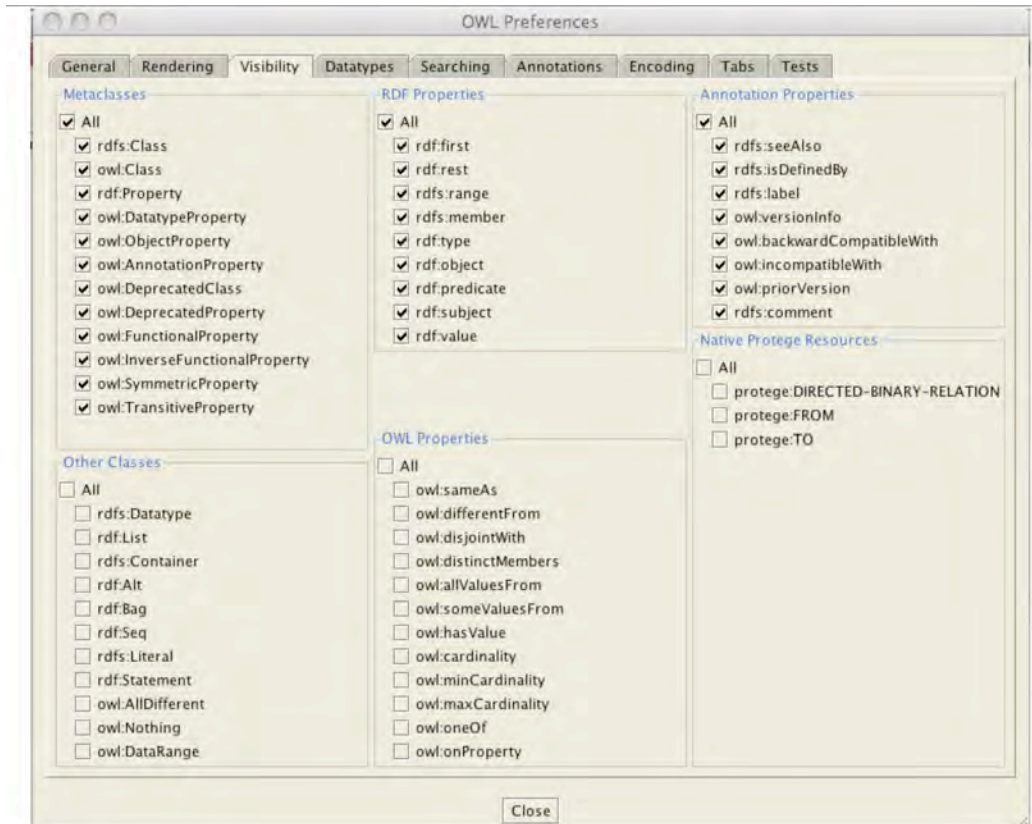 OWL Preferences
General Rendering Visibility Datatypes Searching Annotations Encoding Tabs Tests
Metaclasses
All
rdfs:Class
owl:Class
rdf:Property
owl:DatatypeProperty
owl:ObjectProperty
owl:AnnotationProperty
owl:DeprecatedClass
owl:DeprecatedProperty
owl:FunctionalProperty
owl:InverseFunctionalProperty
owl:SymmetricProperty
owl:TransitiveProperty
Other Classes
All
rdfs:Datatype
rdf:List
rdfs:Container
rdf:Alt
rdf:Bag
rdf:Seq
rdfs:Literal
rdf:Statement
owl:AllDifferent
owl:Nothing
owl:DataRange
RDF Properties
All
rdf:first
rdf:rest
rdfs:range
rdfs:member
rdf:type
rdf:object
rdf:predicate
rdf:subject
rdf:value
OWL Properties
All
owl:sameAs
owl:differentFrom
owl:disjointWith
owl:distinctMembers
owl:allValuesFrom
owl:someValuesFrom
owl:hasValue
owl:cardinality
owl:minCardinality
owl:maxCardinality
owl:oneOf
owl:onProperty
Annotation Properties
All
rdfs:seeAlso
rdfs:isDefinedBy
rdfs:label
owl:versionInfo
owl:backwardCompatibleWith
owl:incompatibleWith
owl:priorVersion
rdfs:comment
Native Protege Resources
All
protege:DIRECTED-BINARY-RELATION
protege:FROM
protege:TO
Close